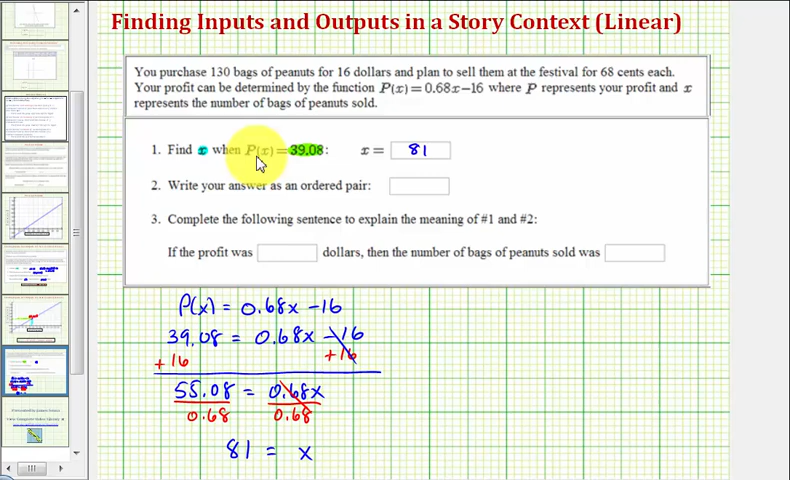 Finding Inputs and Outputs in a Story Context (Linear)
You purchase 130 bags of peanuts for 16 dollars and plan to sell them at the festival for 68 cents each.
Your profit can be determined by the function P(x)=0.68x−16 where P represents your profit and x
represents the number of bags of peanuts sold.
1. Find x when P(x)=39.08: x = 81
2. Write your answer as an ordered pair:
3. Complete the following sentence to explain the meaning of #1 and #2:
If the profit was dollars, then the number of bags of peanuts sold was
P(x) = 0.68x -16
39.08 = 0.68x -16
+16 +16
55.08 = 0.68x
0.68 0.68
81 = x